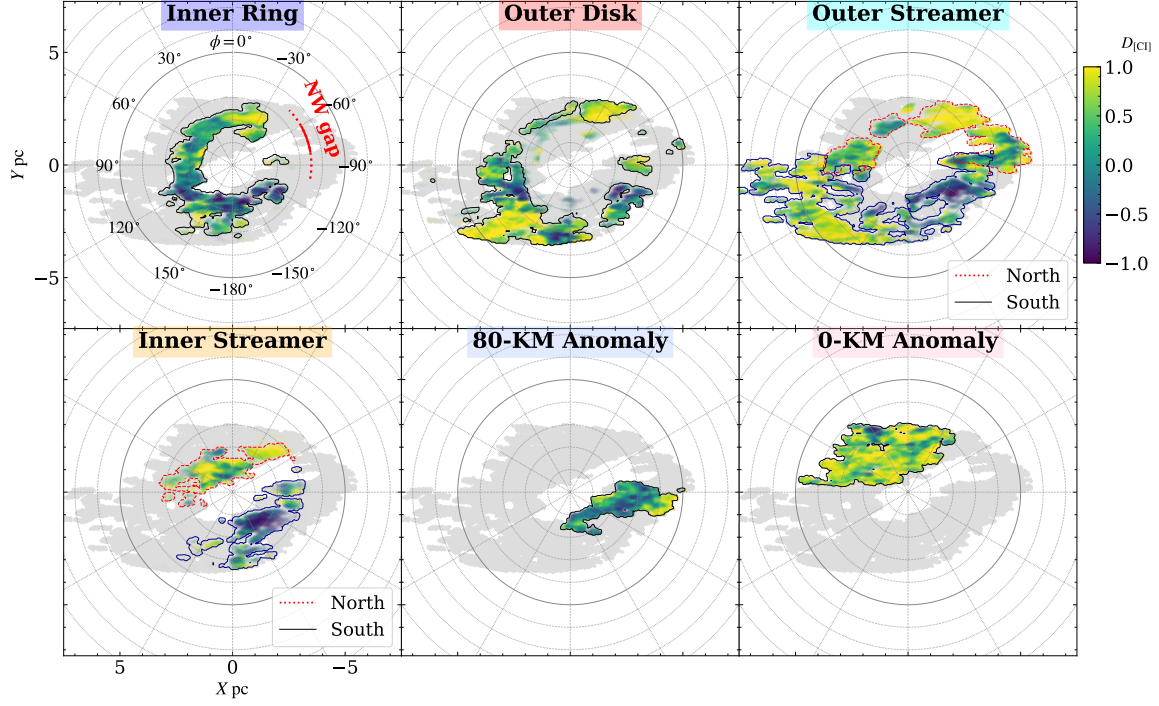 Inner Ring
Outer Disk
Outer Streamer
D[CI]
ϕ = 0°
30°
−30°
60°
−60°
90°
−90°
120°
−120°
150°
−150°
−180°
NW gap
5
0
−5
Y pc
1.0
0.5
0.0
−0.5
−1.0
North
South
Inner Streamer
80-KM Anomaly
0-KM Anomaly
North
South
5
0
−5
X pc